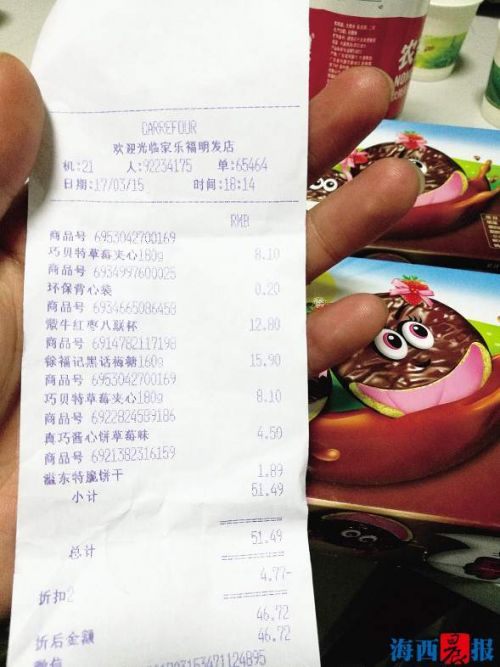 CARREFOUR
欢迎光临家乐福明发店
机:21 人:92234175 单:65464
日期:17/03/15 时间:18:14
RMB
商品号 6953042700169
巧贝特草莓夹心180g 8.10
商品号 6934997600025
环保背心袋 0.20
商品号 6934665086458
蒙牛红枣八联杯 12.80
商品号 6914782117198
徐福记黑话梅糖160g 15.90
商品号 6953042700169
巧贝特草莓夹心180g 8.10
商品号 6922824589186
真巧酱心饼草莓味 4.50
商品号 6921382316159
溢东特脆饼干 1.89
小计 51.49
总计 51.49
折扣2 4.77-
46.72
折后金额 46.72
微信
农
海西晨报